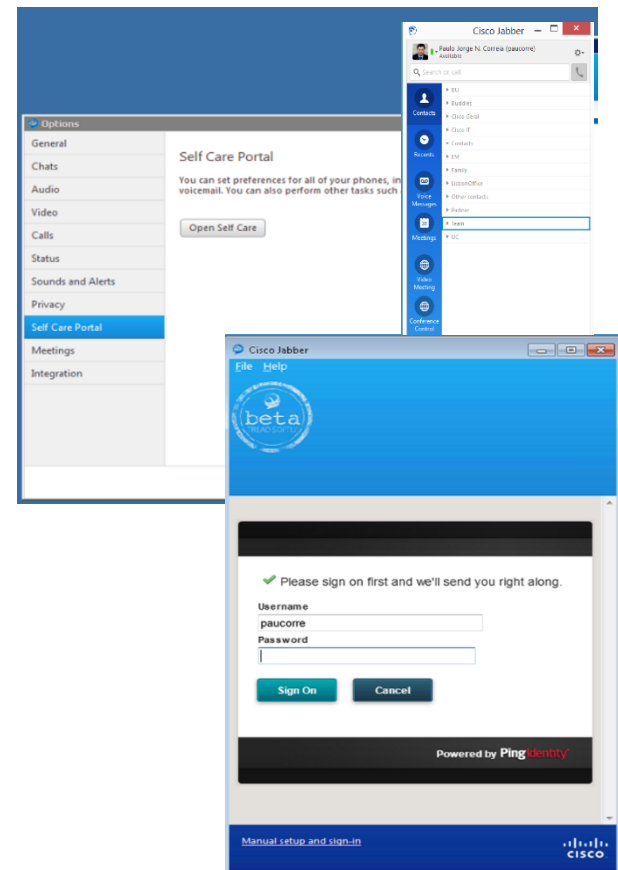 Options
General
Chats
Audio
Video
Calls
Status
Sounds and Alerts
Privacy
Self Care Portal
Meetings
Integration
Self Care Portal
You can set preferences for all of your phones, in
voicemail. You can also perform other tasks such
Open Self Care
Cisco Jabber
Paulo Jorge N. Correia (paucorre)
Available
Search or call
Contacts
Recents
Voice
Messages
Meetings
Video
Meeting
Conference
Control
BU
Buddies
Cisco Geral
Cisco IT
Contacts
EM
Family
LisbonOffice
Other contacts
Partner
Team
UC
Cisco Jabber
File Help
beta
Please sign on first and we'll send you right along.
Username
paucorre
Password
Sign On
Cancel
Powered by PingIdentity
Manual setup and sign-in
CISCO